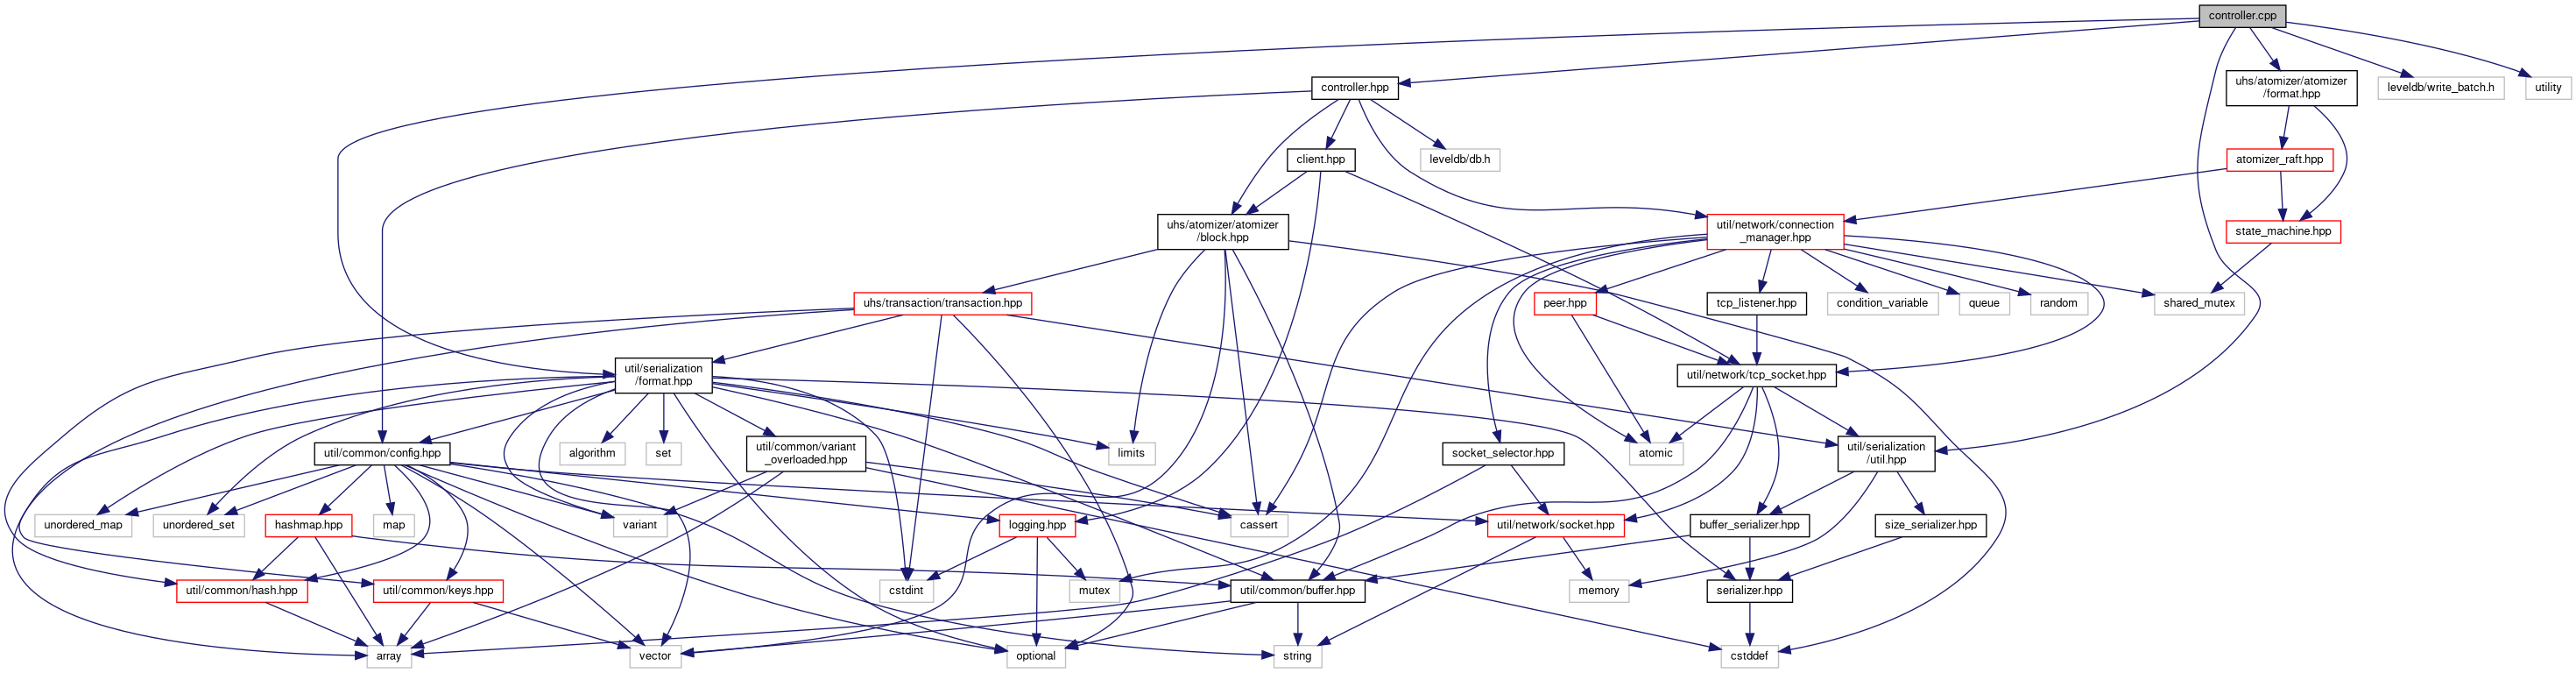 controller.cpp
controller.hpp
uhs/atomizer/atomizer
/format.hpp
leveldb/write_batch.h
utility
client.hpp
leveldb/db.h
atomizer_raft.hpp
uhs/atomizer/atomizer
/block.hpp
util/network/connection
_manager.hpp
state_machine.hpp
uhs/transaction/transaction.hpp
peer.hpp
tcp_listener.hpp
condition_variable
queue
random
shared_mutex
util/serialization
/format.hpp
util/network/tcp_socket.hpp
util/common/config.hpp
algorithm
set
util/common/variant
_overloaded.hpp
limits
socket_selector.hpp
atomic
util/serialization
/util.hpp
unordered_map
unordered_set
hashmap.hpp
map
variant
logging.hpp
cassert
util/network/socket.hpp
buffer_serializer.hpp
size_serializer.hpp
util/common/hash.hpp
util/common/keys.hpp
cstdint
mutex
util/common/buffer.hpp
memory
serializer.hpp
array
vector
optional
string
cstddef